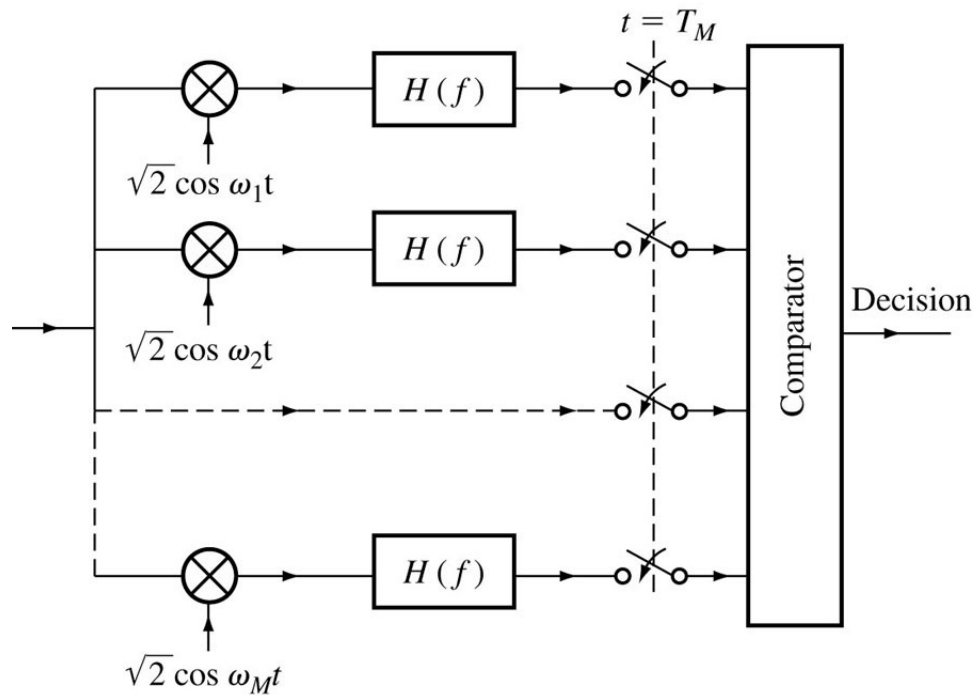 t = T_M
H(f)
√2 cos ω₁t
H(f)
√2 cos ω₂t
Decision
Comparator
H(f)
√2 cos ω_M t